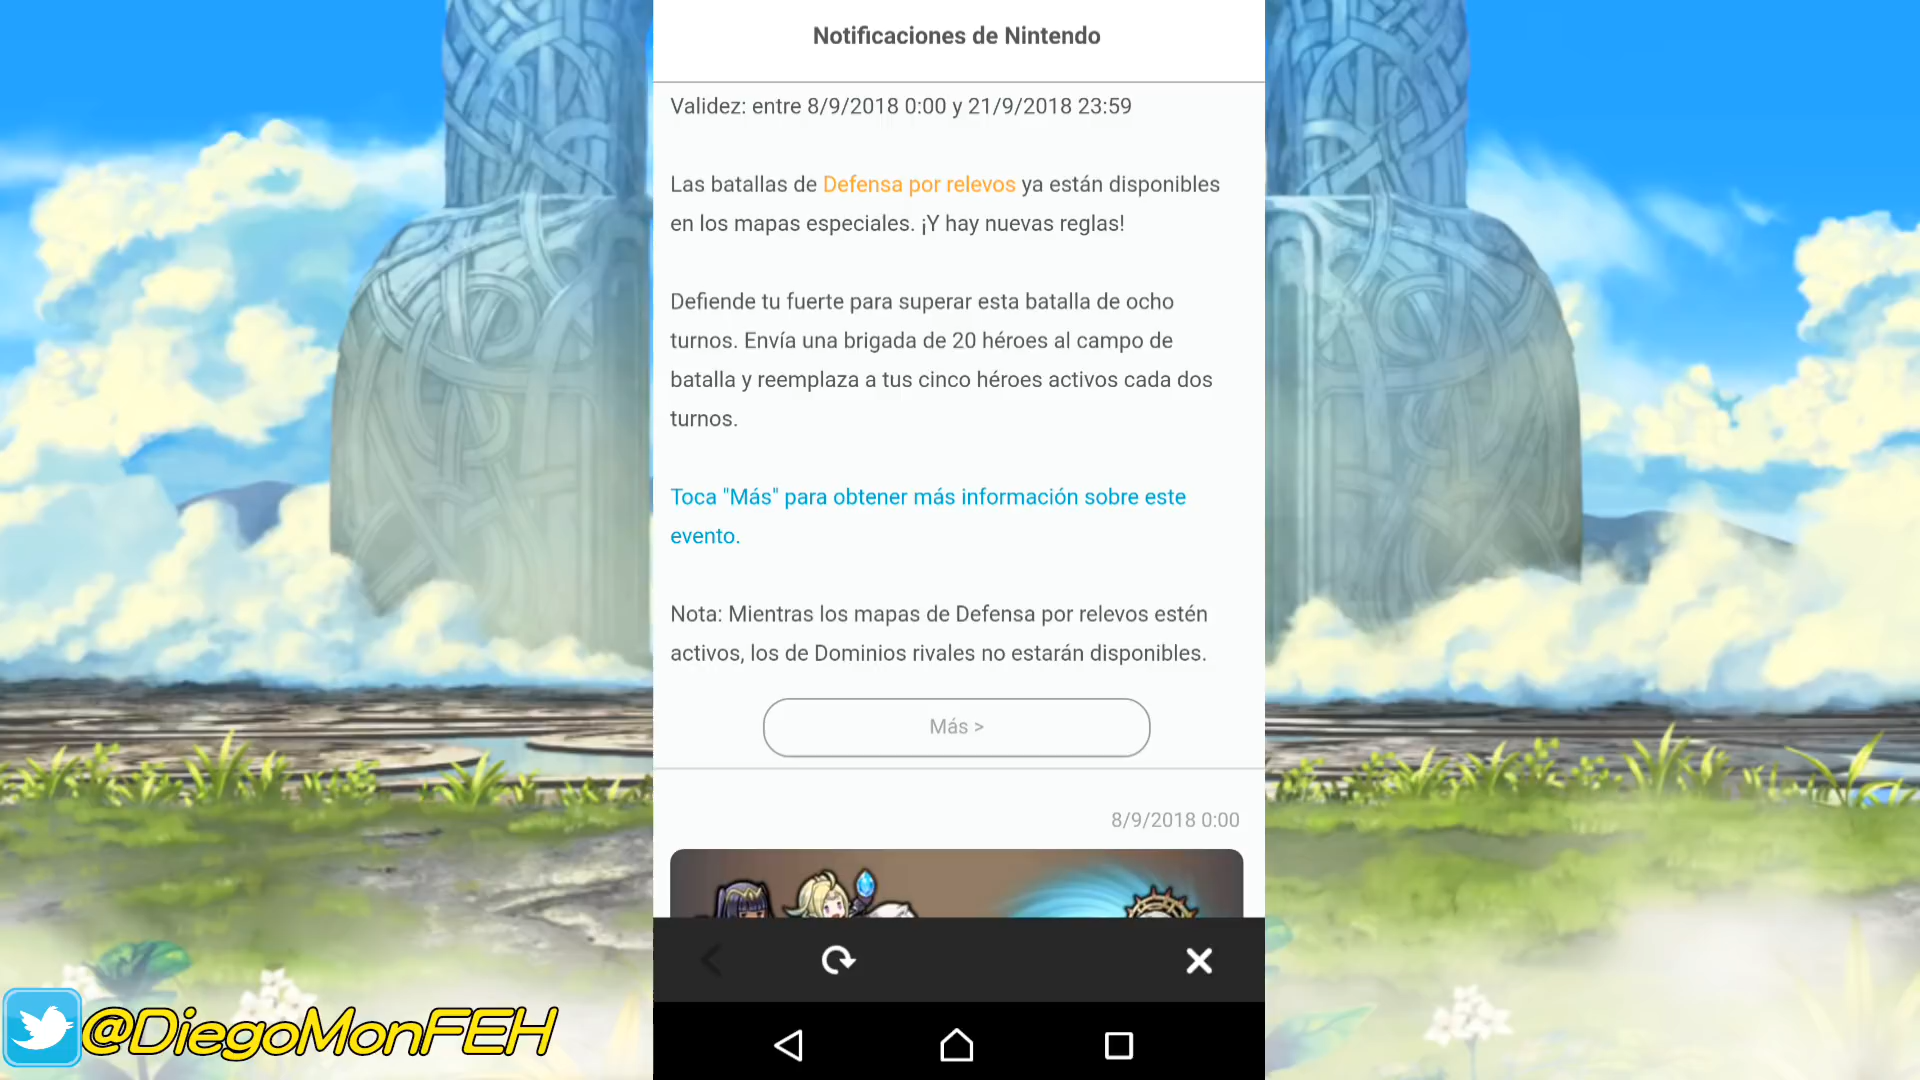 Notificaciones de Nintendo
Validez: entre 8/9/2018 0:00 y 21/9/2018 23:59
Las batallas de Defensa por relevos ya están disponibles
en los mapas especiales. ¡Y hay nuevas reglas!
Defiende tu fuerte para superar esta batalla de ocho
turnos. Envía una brigada de 20 héroes al campo de
batalla y reemplaza a tus cinco héroes activos cada dos
turnos.
Toca "Más" para obtener más información sobre este
evento.
Nota: Mientras los mapas de Defensa por relevos estén
activos, los de Dominios rivales no estarán disponibles.
Más >
8/9/2018 0:00
@DiegoMonFEH